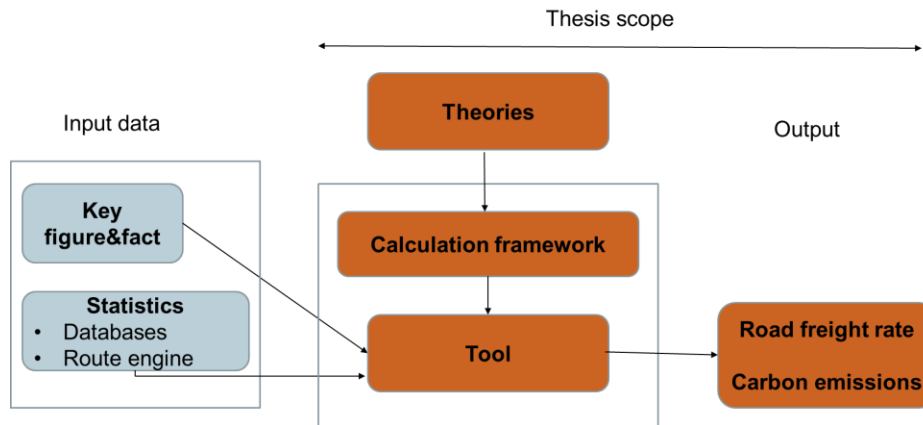 Thesis scope
Input data
Theories
Output
Key
figure&fact
Calculation framework
Statistics
• Databases
• Route engine
Tool
Road freight rate
Carbon emissions